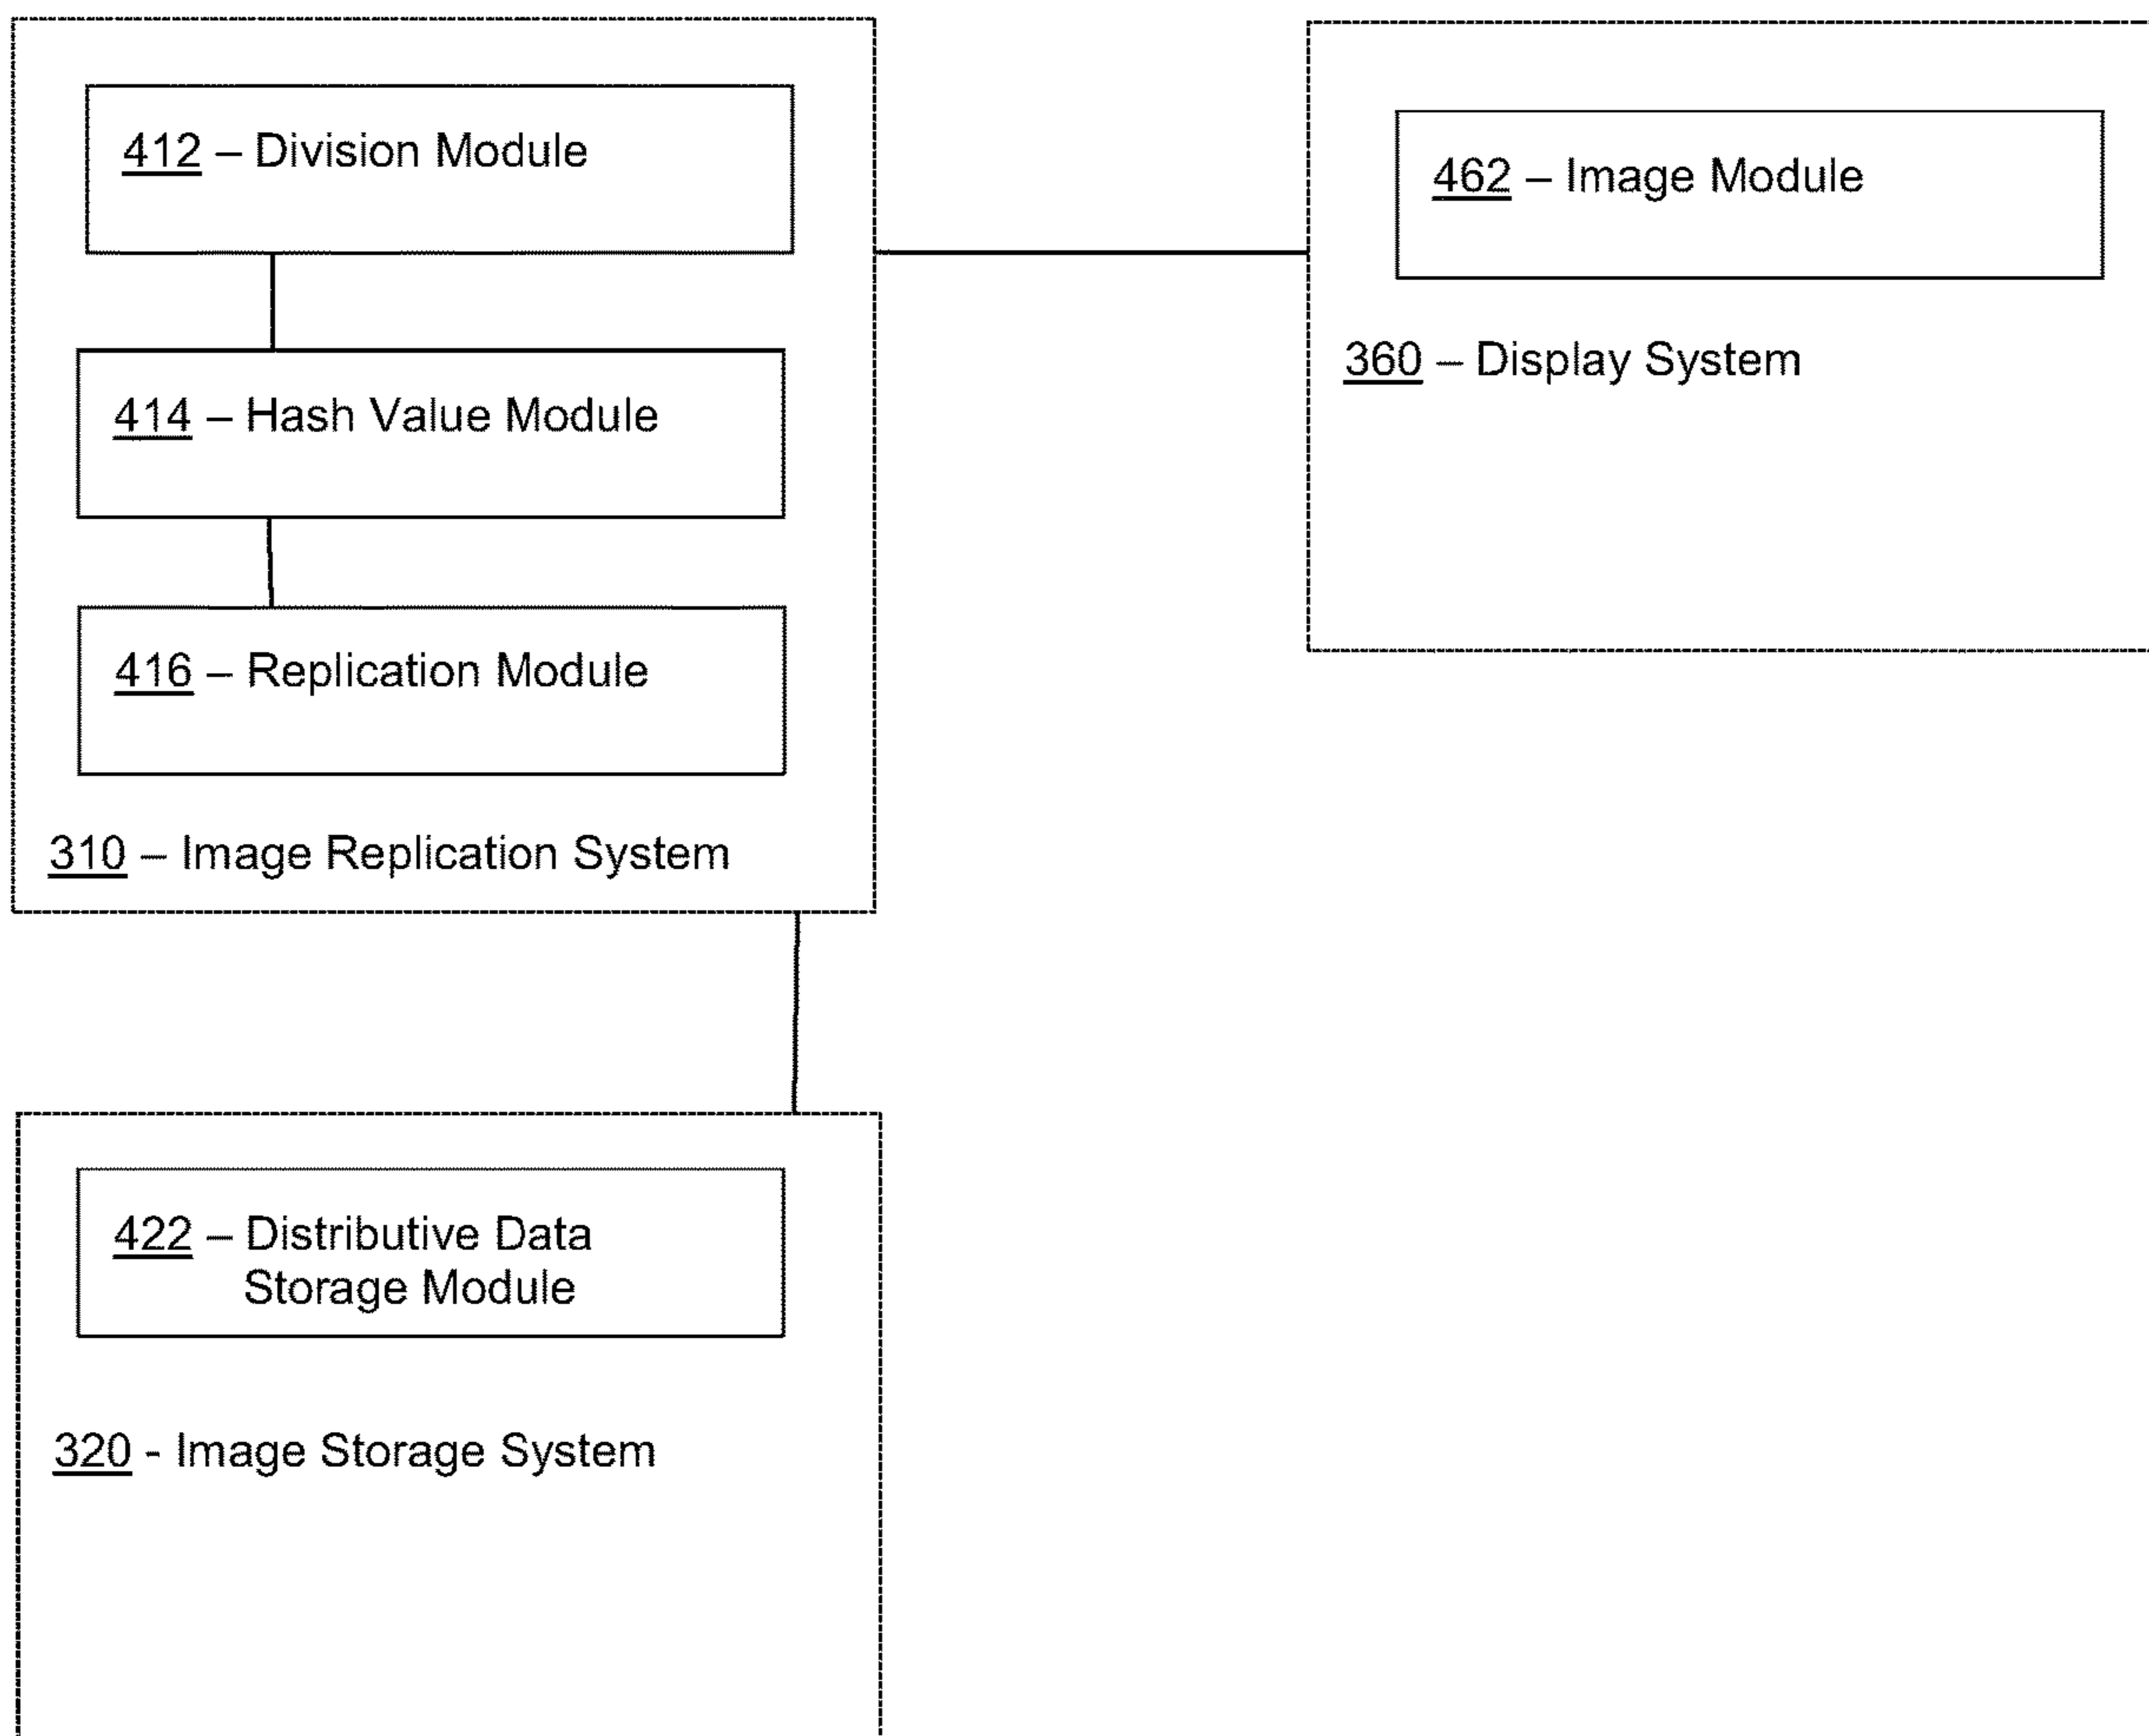 412 – Division Module
414 – Hash Value Module
416 – Replication Module
310 – Image Replication System
462 – Image Module
360 – Display System
422 – Distributive Data
Storage Module
320 - Image Storage System